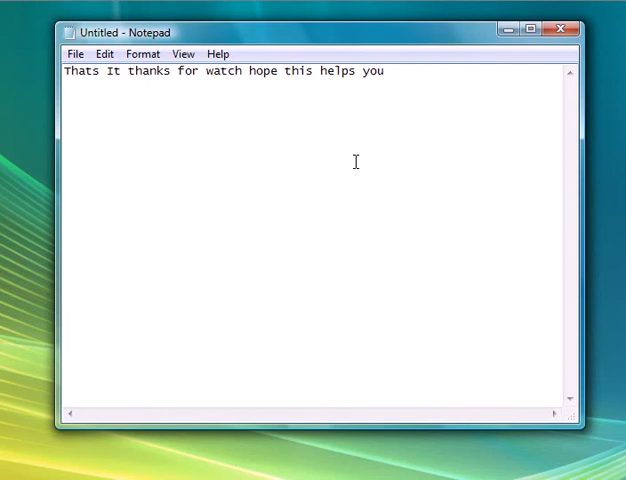 Untitled - Notepad
File Edit Format View Help
Thats It thanks for watch hope this helps you